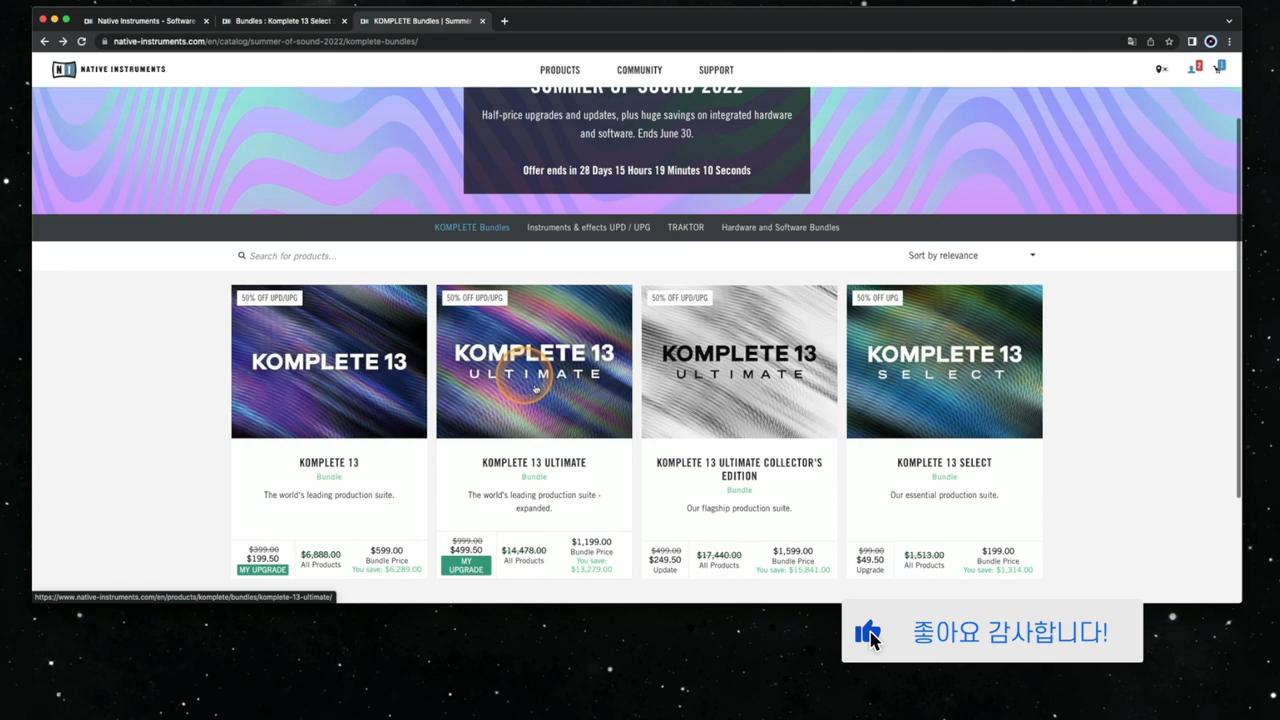 Native Instruments - Software
Bundles : Komplete 13 Select
KOMPLETE Bundles | Summer
native-instruments.com/en/catalog/summer-of-sound-2022/komplete-bundles/
NI NATIVE INSTRUMENTS
PRODUCTS
COMMUNITY
SUPPORT
2
1
SUMMER OF SOUND 2022
Half-price upgrades and updates, plus huge savings on integrated hardware
and software. Ends June 30.
Offer ends in 28 Days 15 Hours 19 Minutes 10 Seconds
KOMPLETE Bundles
Instruments & effects UPD / UPG
TRAKTOR
Hardware and Software Bundles
Search for products...
Sort by relevance
50% OFF UPD/UPG
KOMPLETE 13
KOMPLETE 13
Bundle
The world's leading production suite.
$399.00
$199.50
MY UPGRADE
$6,888.00
All Products
$599.00
Bundle Price
You save: $6,289.00
50% OFF UPD/UPG
KOMPLETE 13
ULTIMATE
KOMPLETE 13 ULTIMATE
Bundle
The world's leading production suite -
expanded.
$999.00
$499.50
MY
UPGRADE
$14,478.00
All Products
$1,199.00
Bundle Price
You save:
$13,279.00
50% OFF UPD/UPG
KOMPLETE 13
ULTIMATE
KOMPLETE 13 ULTIMATE COLLECTOR'S
EDITION
Bundle
Our flagship production suite.
$499.00
$249.50
Update
$17,440.00
All Products
$1,599.00
Bundle Price
You save: $15,841.00
50% OFF UPG
KOMPLETE 13
SELECT
KOMPLETE 13 SELECT
Bundle
Our essential production suite.
$99.00
$49.50
Upgrade
$1,513.00
All Products
$199.00
Bundle Price
You save: $1,314.00
https://www.native-instruments.com/en/products/komplete/bundles/komplete-13-ultimate/
좋아요 감사합니다!